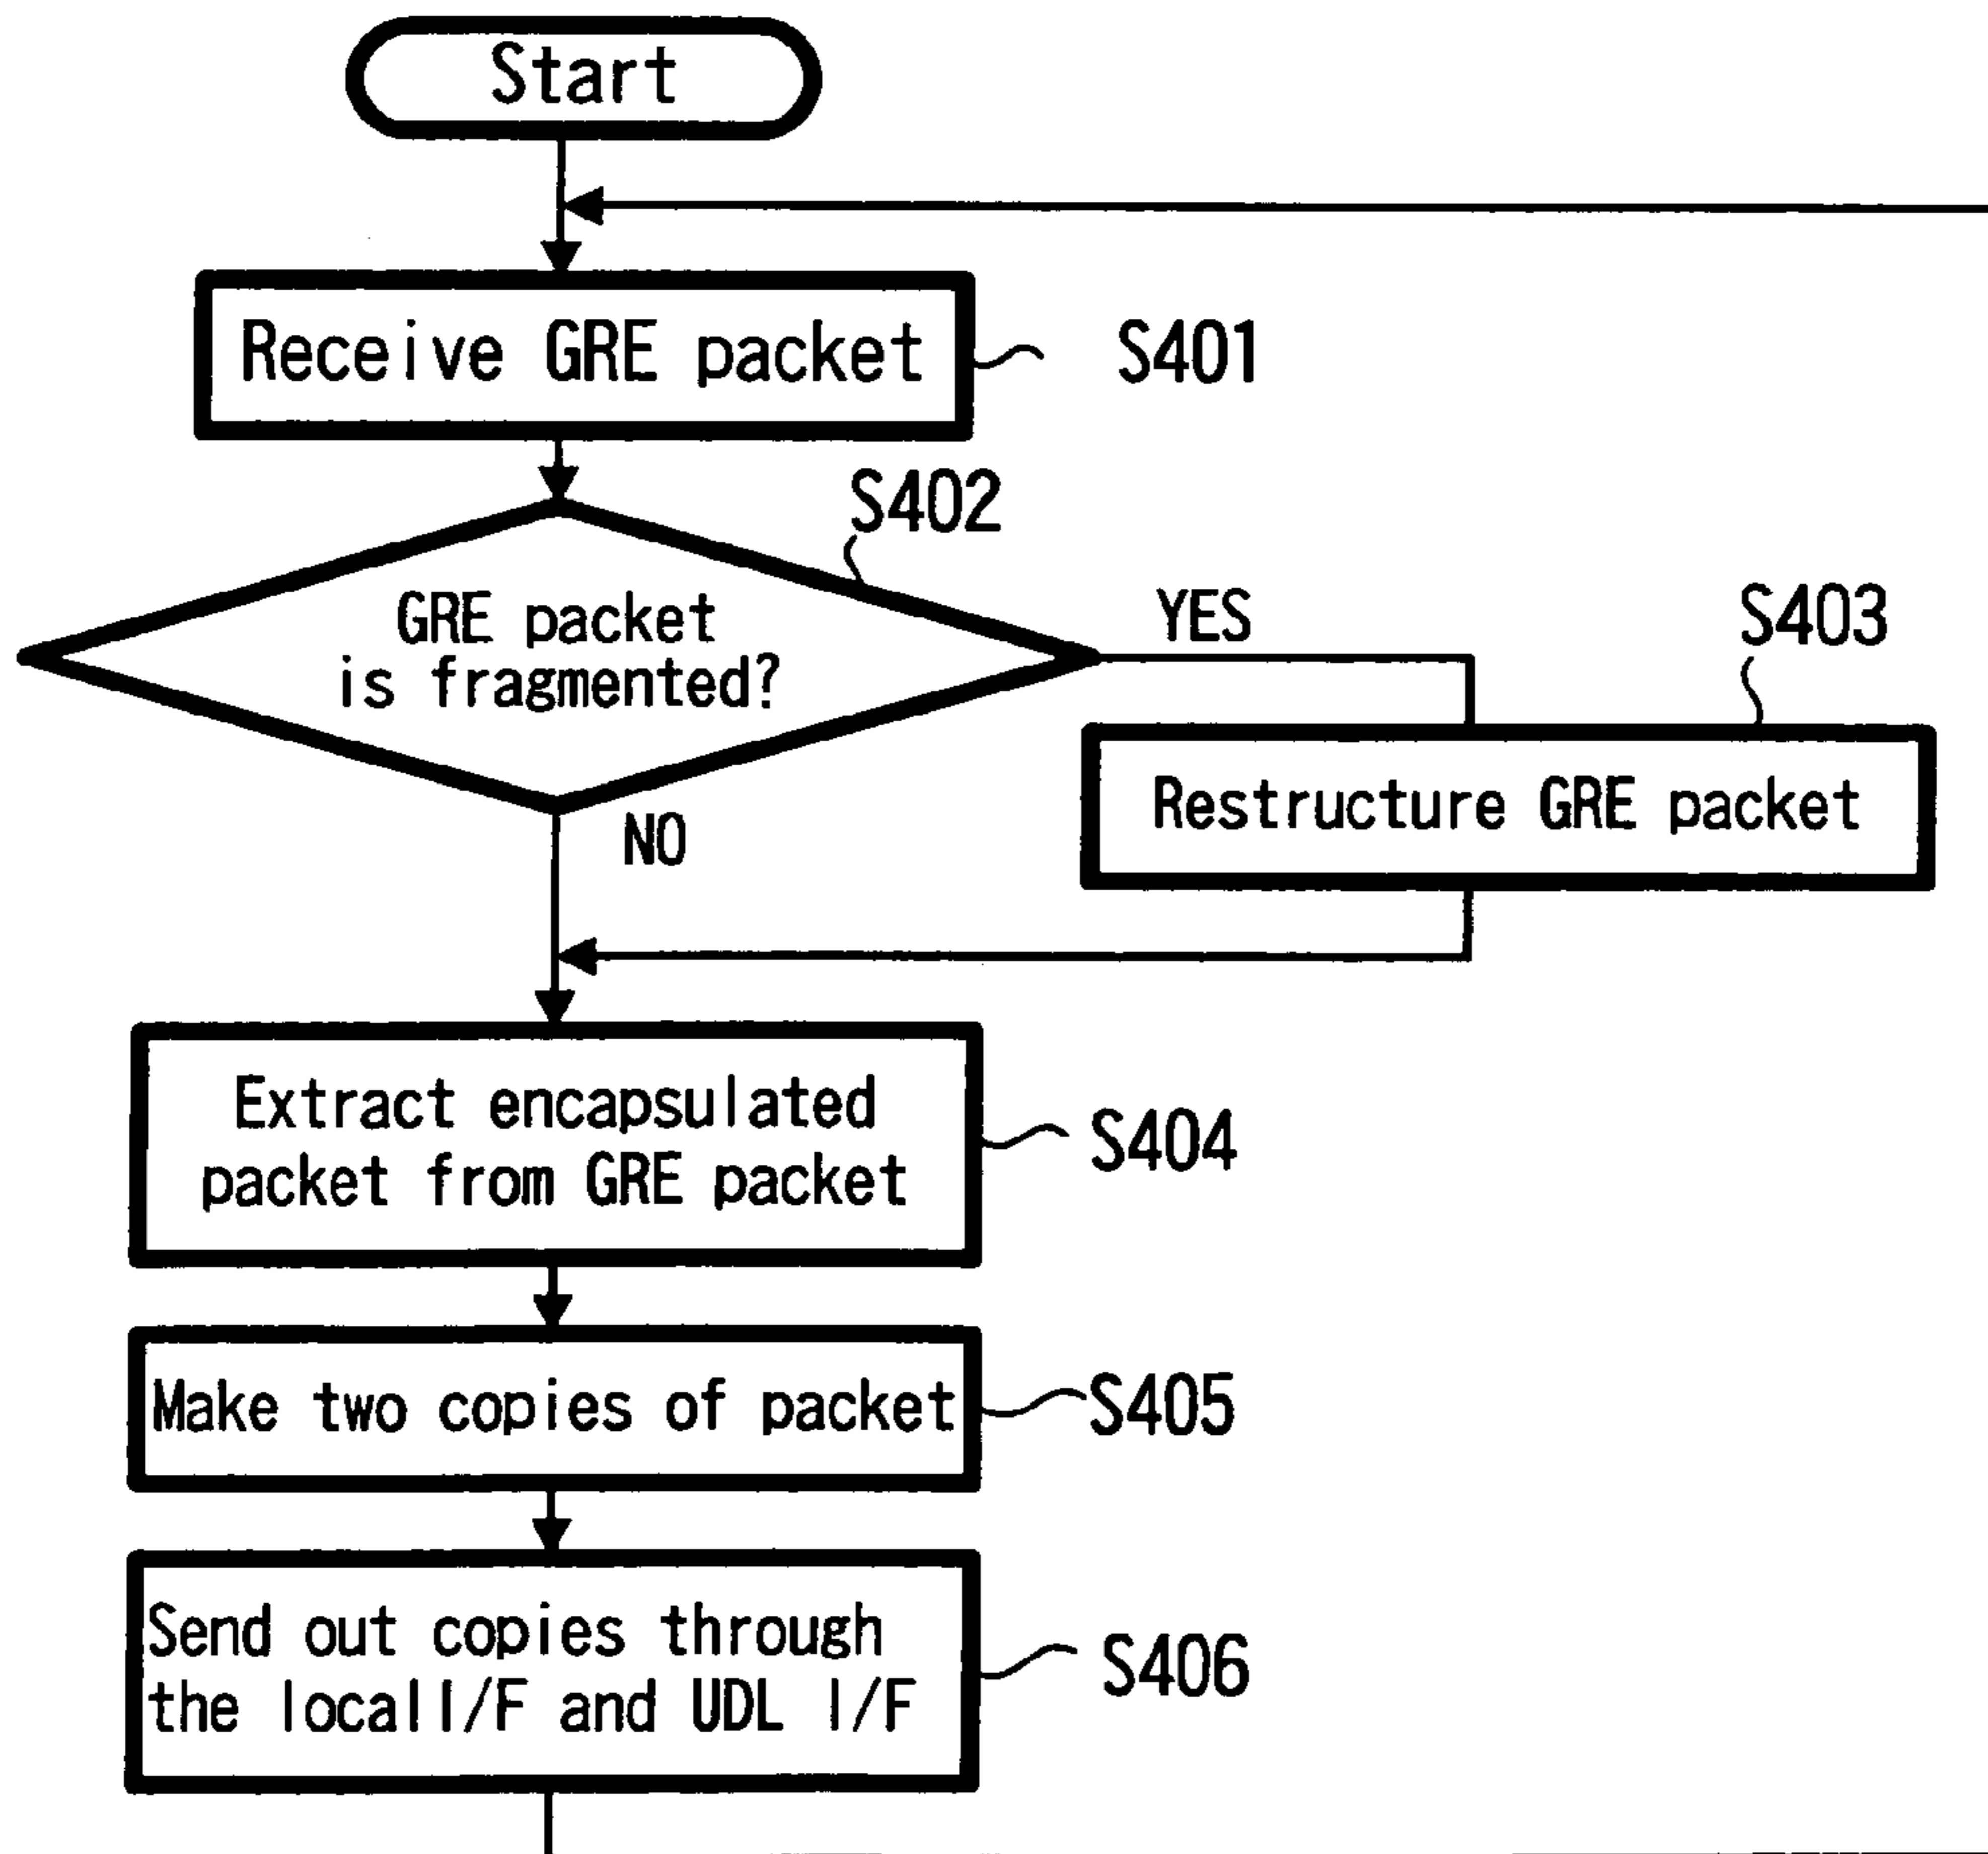 Start
Receive GRE packet
S401
S402
GRE packet
is fragmented?
YES
S403
Restructure GRE packet
NO
Extract encapsulated
packet from GRE packet
S404
Make two copies of packet
S405
Send out copies through
the local I/F and UDL I/F
S406